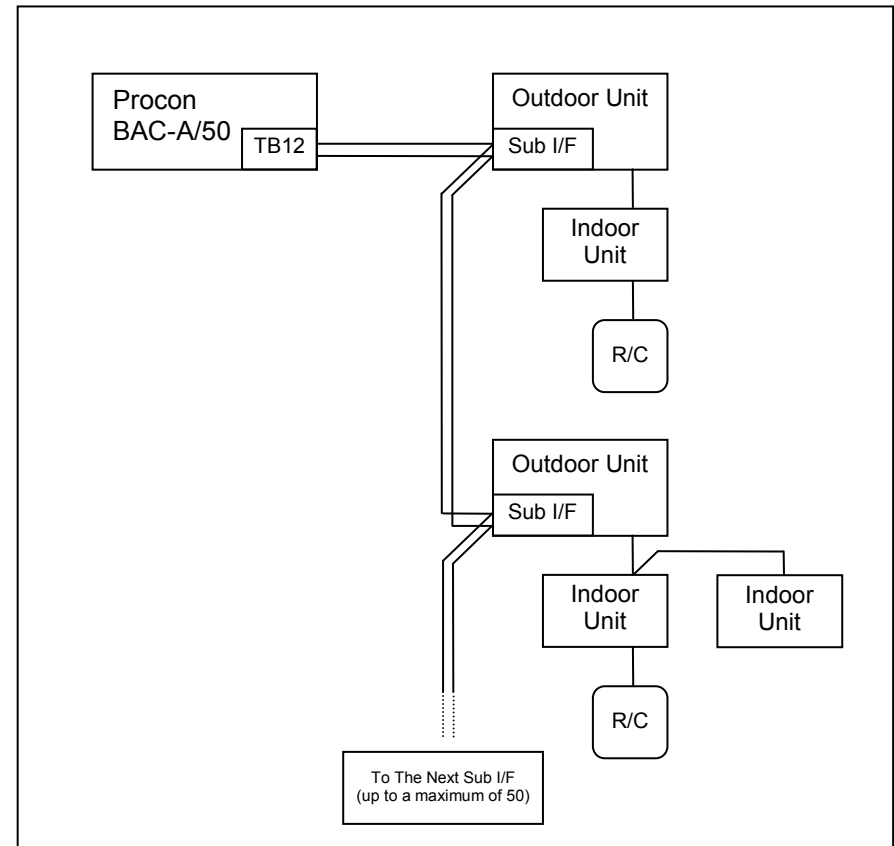 Procon
BAC-A/50
TB12
Outdoor Unit
Sub I/F
Indoor
Unit
R/C
Outdoor Unit
Sub I/F
Indoor
Unit
Indoor
Unit
R/C
To The Next Sub I/F
(up to a maximum of 50)